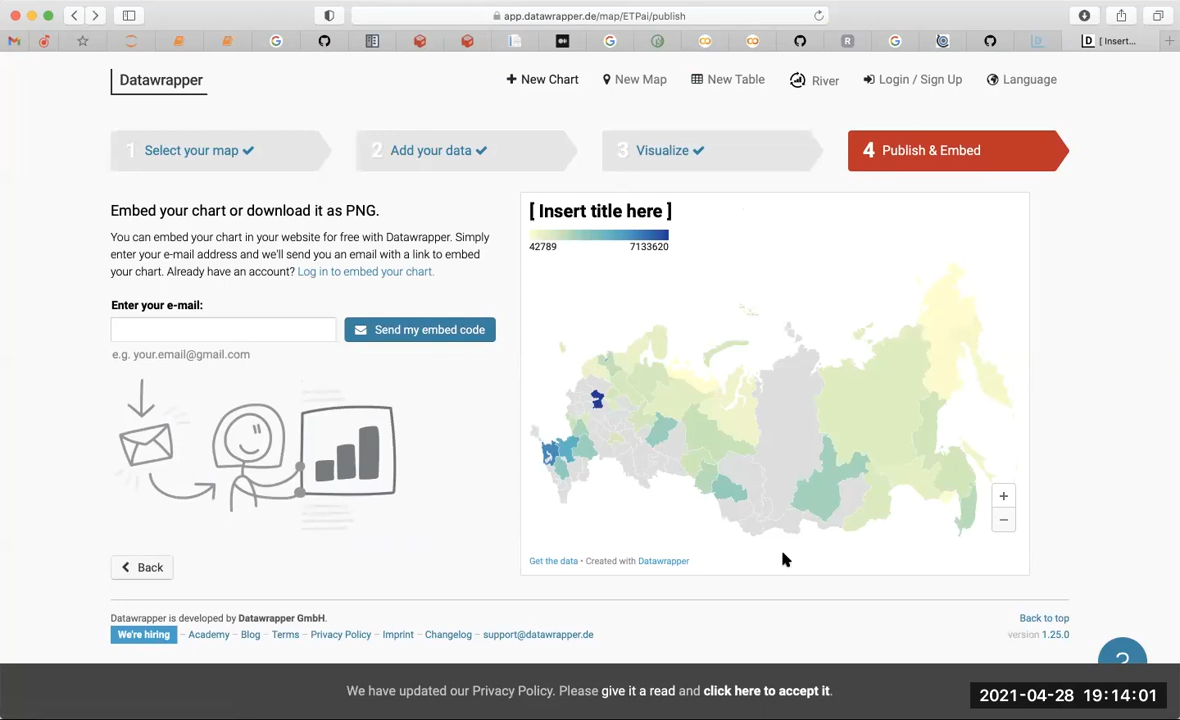 app.datawrapper.de/map/ETPai/publish
[ Insert...
Datawrapper
New Chart
New Map
New Table
River
Login / Sign Up
Language
1 Select your map
2 Add your data
3 Visualize
4 Publish & Embed
Embed your chart or download it as PNG.
You can embed your chart in your website for free with Datawrapper. Simply
enter your e-mail address and we'll send you an email with a link to embed
your chart. Already have an account? Log in to embed your chart.
Enter your e-mail:
Send my embed code
e.g. your.email@gmail.com
Back
[ Insert title here ]
42789 7133620
+
−
Get the data • Created with Datawrapper
Datawrapper is developed by Datawrapper GmbH.
We're hiring – Academy – Blog – Terms – Privacy Policy – Imprint – Changelog – support@datawrapper.de
Back to top
version 1.25.0
?
We have updated our Privacy Policy. Please give it a read and click here to accept it.
2021-04-28 19:14:01